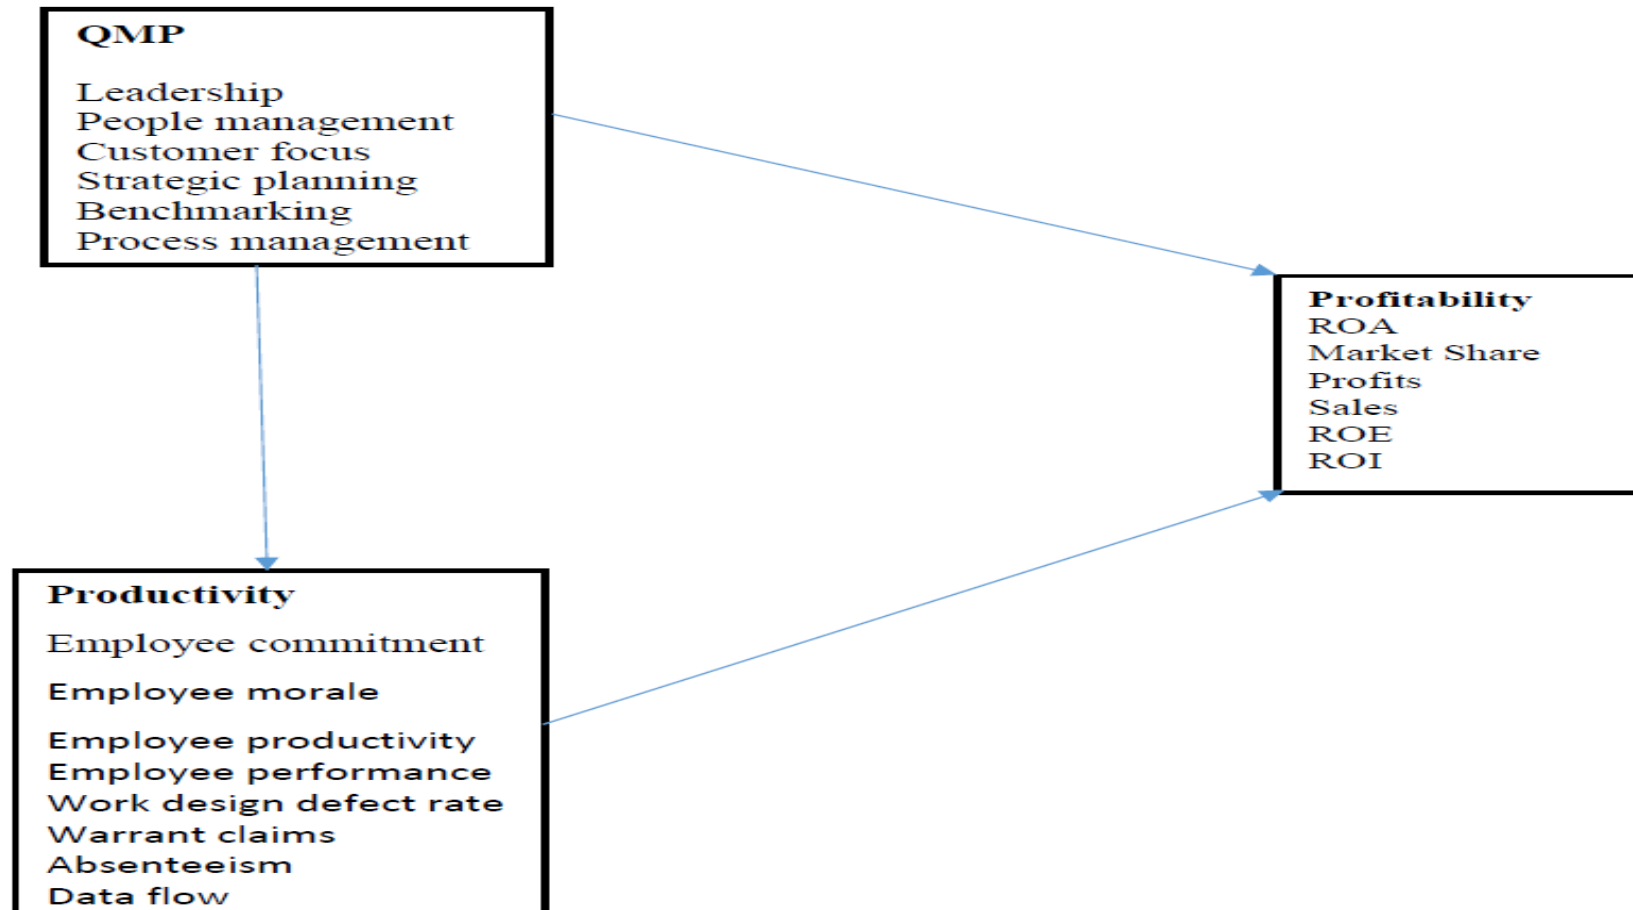 QMP
Leadership
People management
Customer focus
Strategic planning
Benchmarking
Process management
Profitability
ROA
Market Share
Profits
Sales
ROE
ROI
Productivity
Employee commitment
Employee morale
Employee productivity
Employee performance
Work design defect rate
Warrant claims
Absenteeism
Data flow